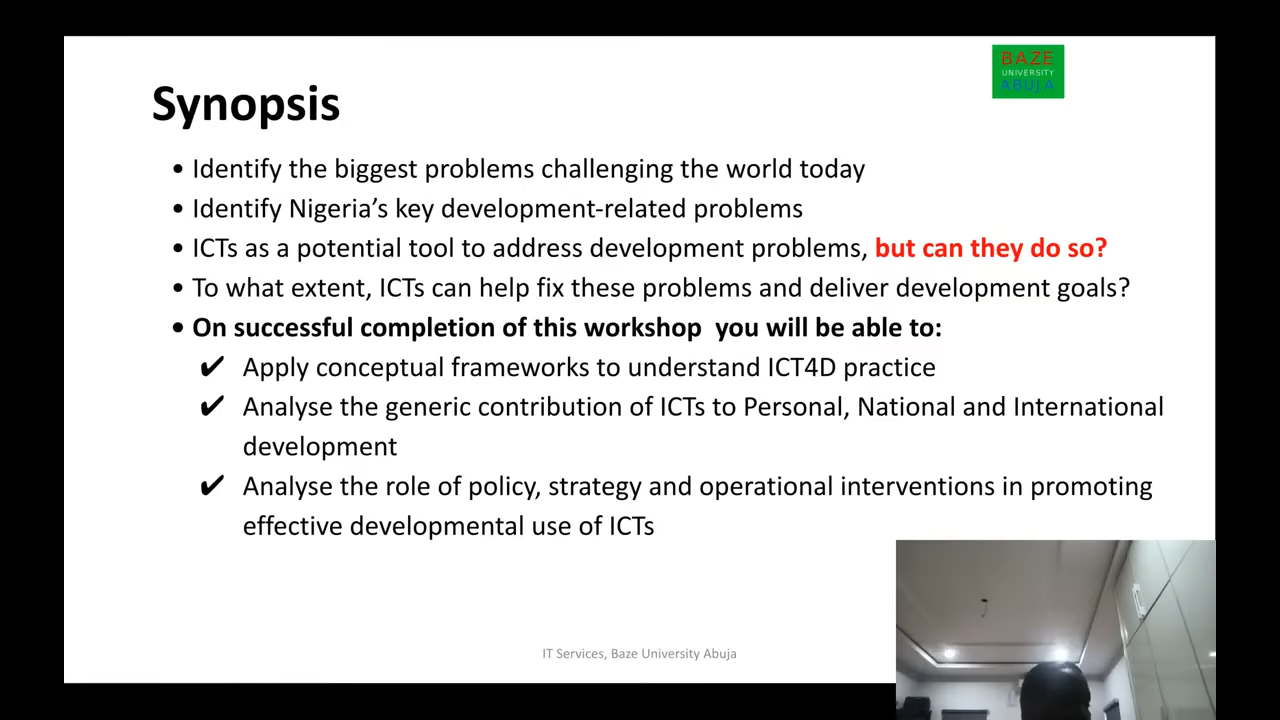 BAZE
UNIVERSITY
ABUJA
Synopsis
• Identify the biggest problems challenging the world today
• Identify Nigeria’s key development-related problems
• ICTs as a potential tool to address development problems, but can they do so?
• To what extent, ICTs can help fix these problems and deliver development goals?
• On successful completion of this workshop  you will be able to:
✔ Apply conceptual frameworks to understand ICT4D practice
✔ Analyse the generic contribution of ICTs to Personal, National and International
development
✔ Analyse the role of policy, strategy and operational interventions in promoting
effective developmental use of ICTs
IT Services, Baze University Abuja